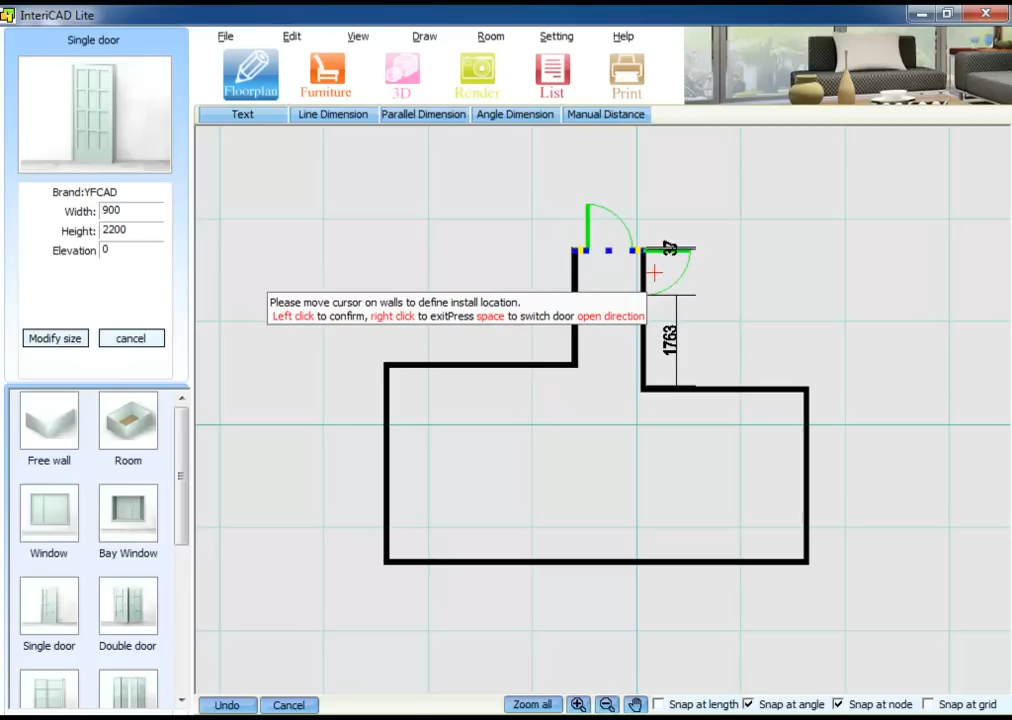 InteriCAD Lite
Single door
File Edit View Draw Room Setting Help
Floorplan Furniture 3D Render List Print
Text Line Dimension Parallel Dimension Angle Dimension Manual Distance
Brand:YFCAD
Width: 900
Height: 2200
Elevation 0
Modify size cancel
37
Please move cursor on walls to define install location.
Left click to confirm, right click to exitPress space to switch door open direction
1763
Free wall Room
Window Bay Window
Single door Double door
Undo Cancel Zoom all Snap at length Snap at angle Snap at node Snap at grid